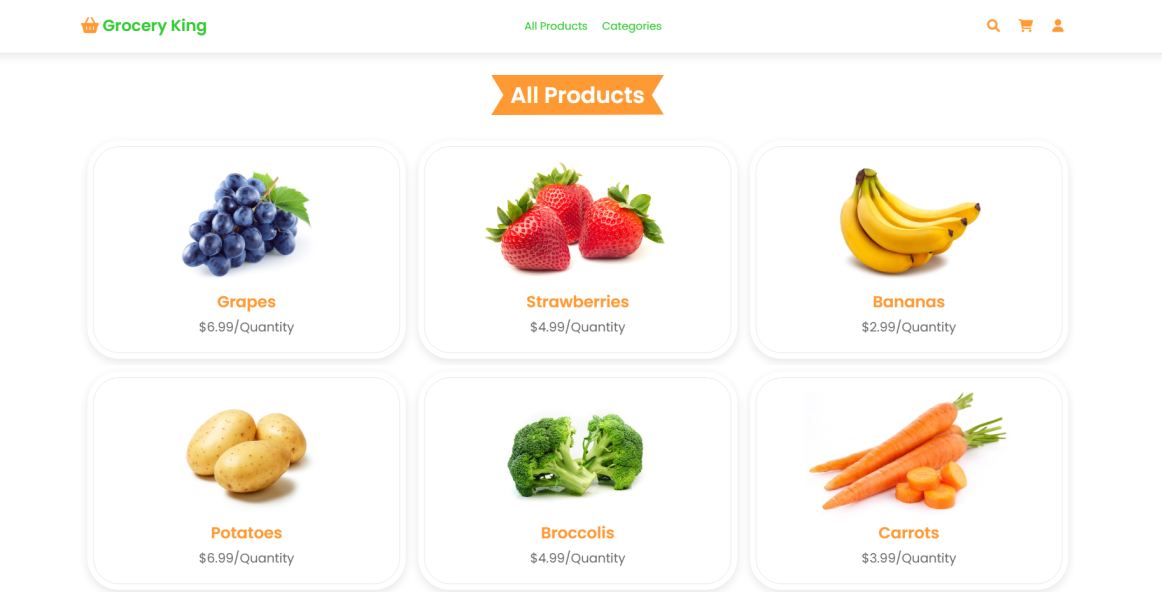 Grocery King
All Products Categories
All Products
Grapes
$6.99/Quantity
Strawberries
$4.99/Quantity
Bananas
$2.99/Quantity
Potatoes
$6.99/Quantity
Broccolis
$4.99/Quantity
Carrots
$3.99/Quantity